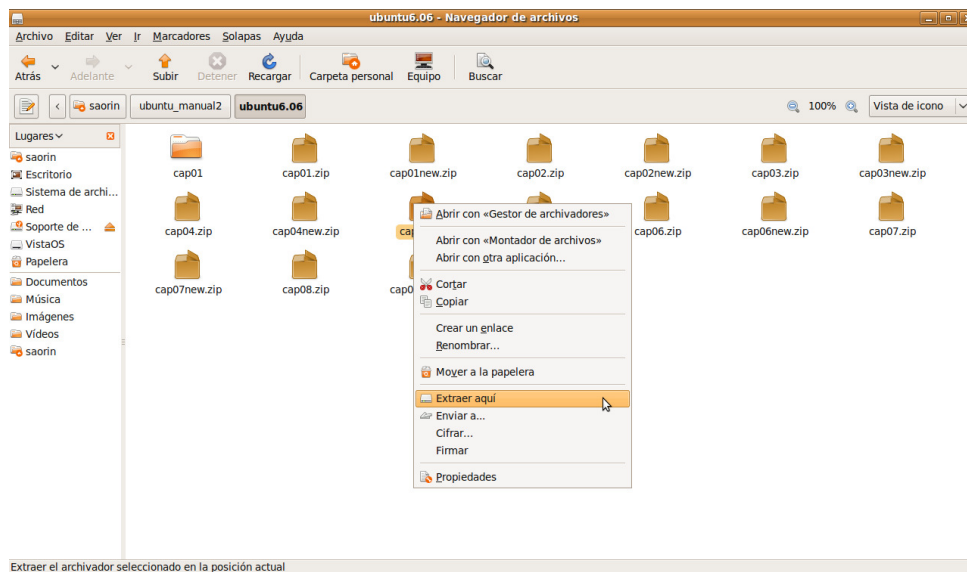 ubuntu6.06 - Navegador de archivos
Archivo Editar Ver Ir Marcadores Solapas Ayuda
Atrás Adelante Subir Detener Recargar Carpeta personal Equipo Buscar
saorin ubuntu_manual2 ubuntu6.06 100% Vista de icono
Lugares
saorin
Escritorio
Sistema de archi...
Red
Soporte de ...
VistaOS
Papelera
Documentos
Música
Imágenes
Vídeos
saorin
cap01 cap01.zip cap01new.zip cap02.zip cap02new.zip cap03.zip cap03new.zip
cap04.zip cap04new.zip cap06.zip cap06new.zip cap07.zip
cap07new.zip cap08.zip cap0
Abrir con «Gestor de archivadores»
Abrir con «Montador de archivos»
Abrir con otra aplicación...
Cortar
Copiar
Crear un enlace
Renombrar...
Mover a la papelera
Extraer aquí
Enviar a...
Cifrar...
Firmar
Propiedades
Extraer el archivador seleccionado en la posición actual